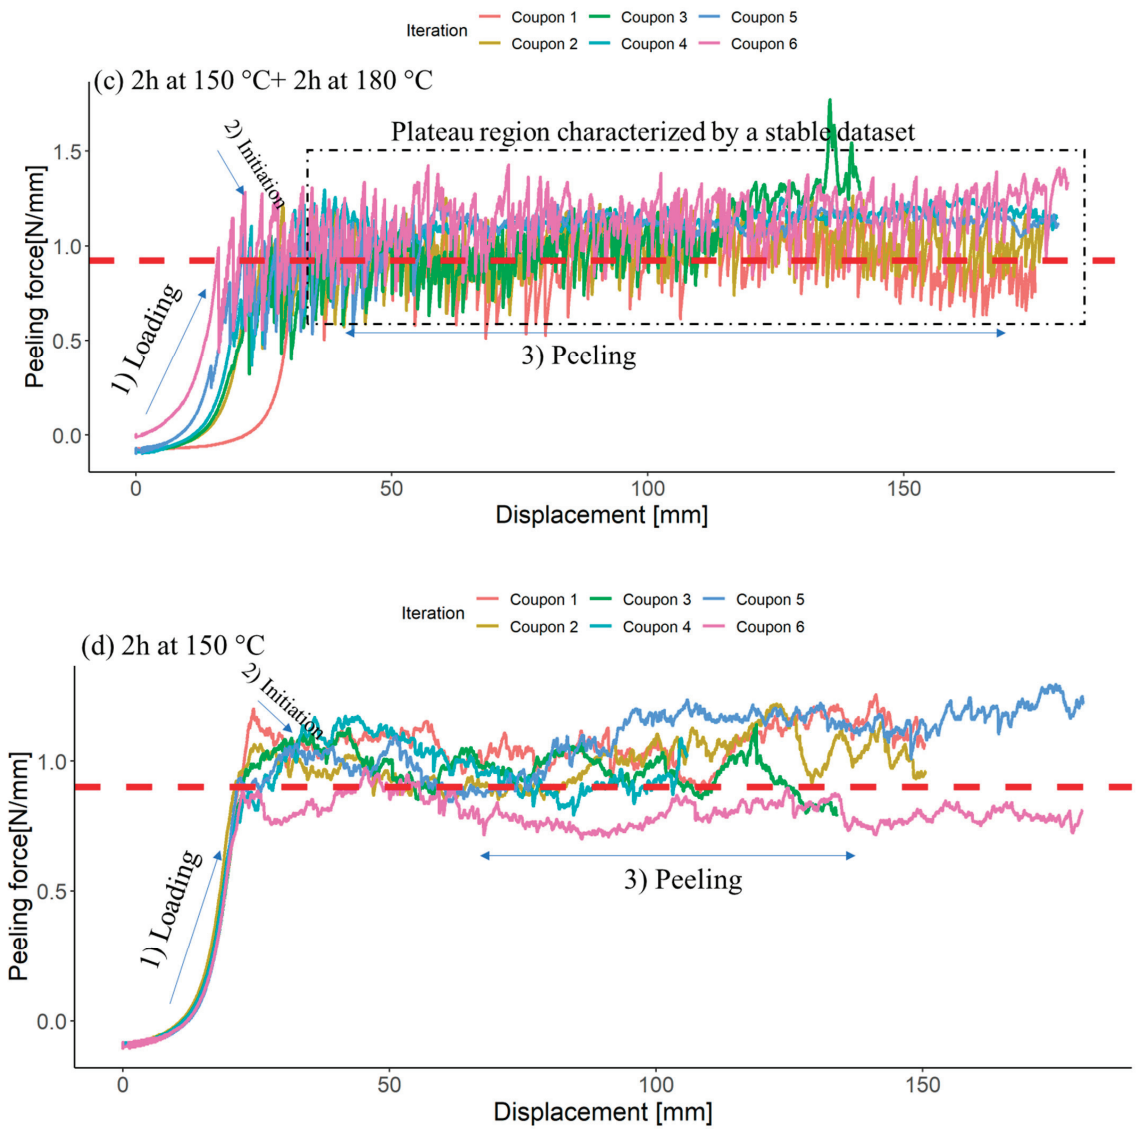 Iteration
Coupon 1 Coupon 3 Coupon 5
Coupon 2 Coupon 4 Coupon 6
(c) 2h at 150 °C+ 2h at 180 °C
Plateau region characterized by a stable dataset
2) Initiation
1) Loading
3) Peeling
Peeling force[N/mm]
1.5
1.0
0.5
0.0
0 50 100 150
Displacement [mm]
Iteration
Coupon 1 Coupon 3 Coupon 5
Coupon 2 Coupon 4 Coupon 6
(d) 2h at 150 °C
2) Initiation
1) Loading
3) Peeling
Peeling force[N/mm]
1.0
0.5
0.0
0 50 100 150
Displacement [mm]